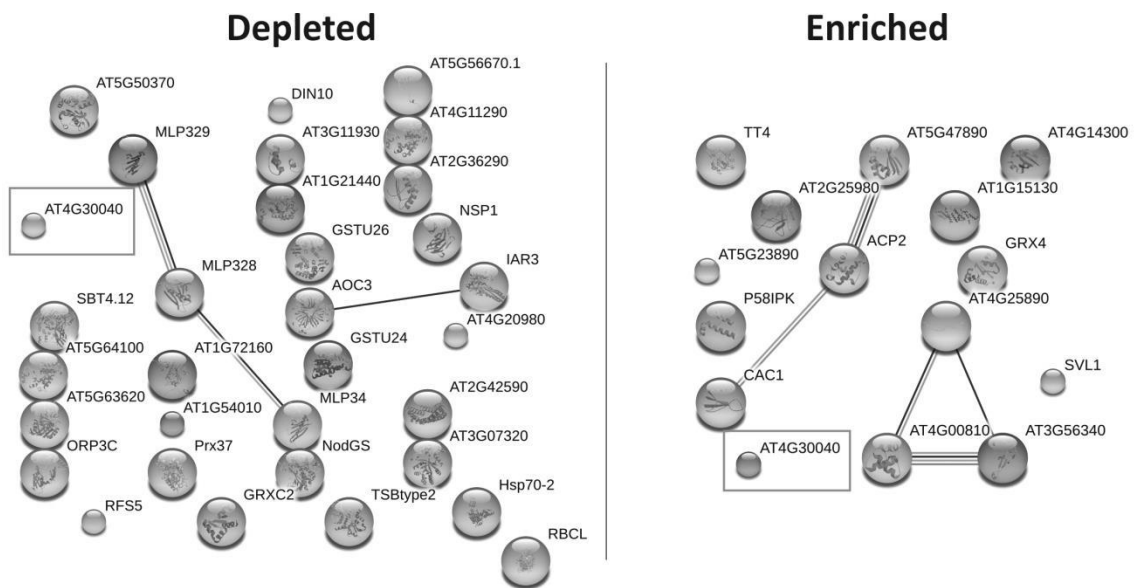 Depleted
Enriched
AT5G50370
MLP329
AT4G30040
MLP328
SBT4.12
AT5G64100
AT5G63620
ORP3C
RFS5
AT1G72160
AT1G54010
Prx37
GRXC2
DIN10
AT3G11930
AT1G21440
GSTU26
AOC3
GSTU24
MLP34
NodGS
TSBtype2
AT5G56670.1
AT4G11290
AT2G36290
NSP1
IAR3
AT4G20980
AT2G42590
AT3G07320
Hsp70-2
RBCL
TT4
AT5G47890
AT4G14300
AT2G25980
AT1G15130
AT5G23890
ACP2
GRX4
P58IPK
AT4G25890
CAC1
SVL1
AT4G30040
AT4G00810
AT3G56340